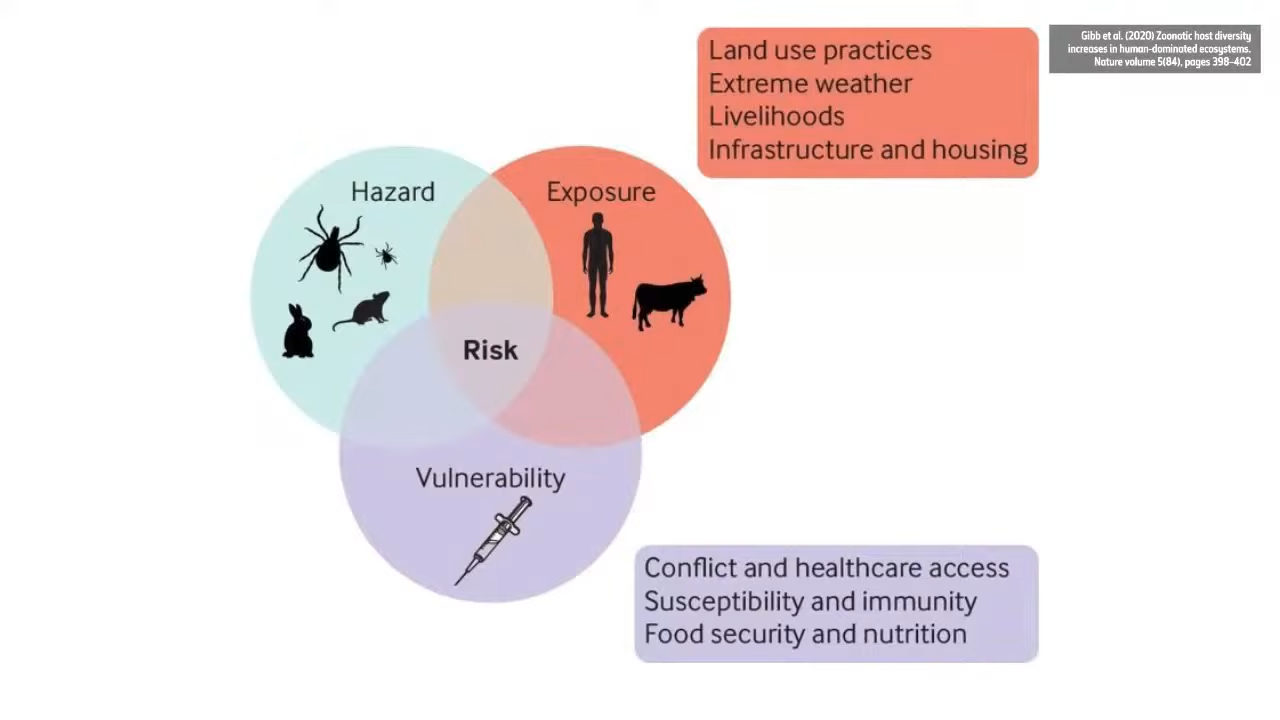 Gibb et al. (2020) Zoonotic host diversity
increases in human-dominated ecosystems.
Nature volume 5(84), pages 398-402
Land use practices
Extreme weather
Livelihoods
Infrastructure and housing
Hazard
Exposure
Risk
Vulnerability
Conflict and healthcare access
Susceptibility and immunity
Food security and nutrition